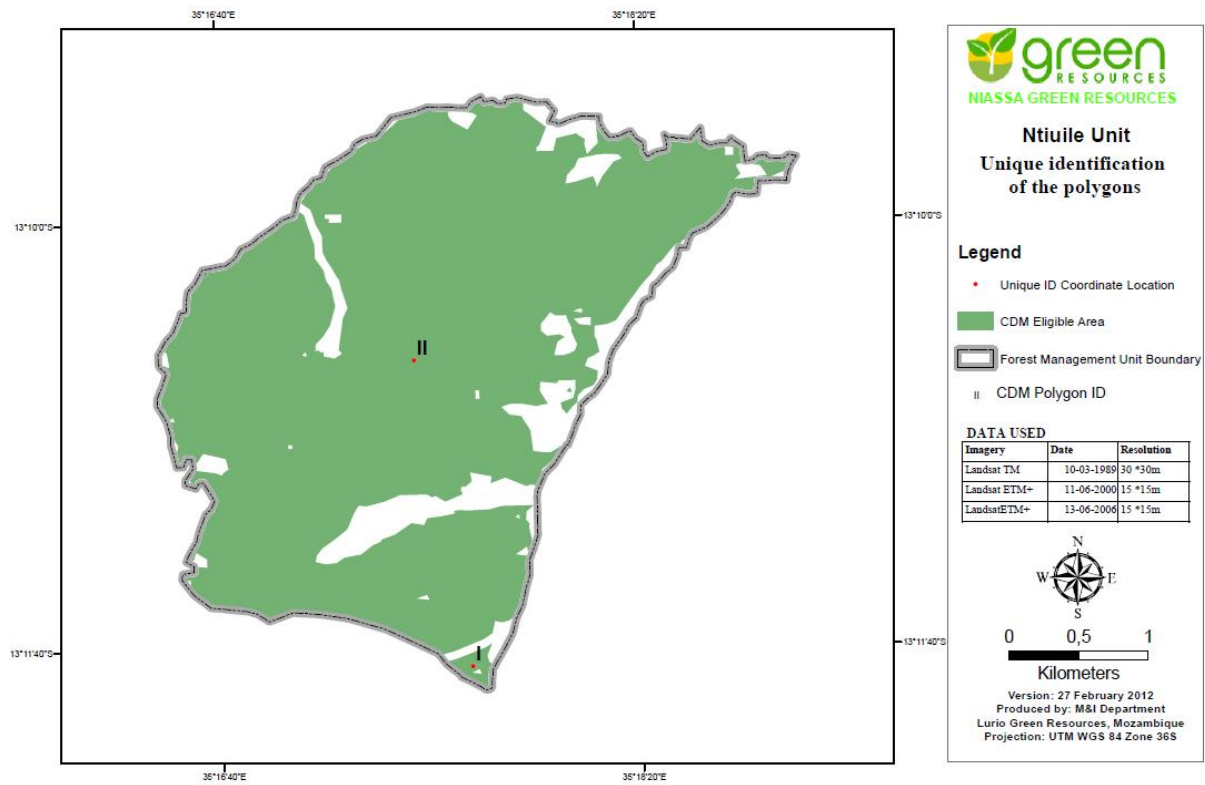 35°16'40"E
35°18'20"E
13°10'0"S
13°10'0"S
II
I
13°11'40"S
13°11'40"S
35°16'40"E
35°18'20"E
green
RESOURCES
NIASSA GREEN RESOURCES
Ntiuile Unit
Unique identification
of the polygons
Legend
Unique ID Coordinate Location
CDM Eligible Area
Forest Management Unit Boundary
II CDM Polygon ID
DATA USED
Imagery Date Resolution
Landsat TM 10-03-1989 30 *30m
Landsat ETM+ 11-06-2000 15 *15m
LandsatETM+ 13-06-2006 15 *15m
N
W E
S
0 0,5 1
Kilometers
Version: 27 February 2012
Produced by: M&I Department
Lurio Green Resources, Mozambique
Projection: UTM WGS 84 Zone 36S